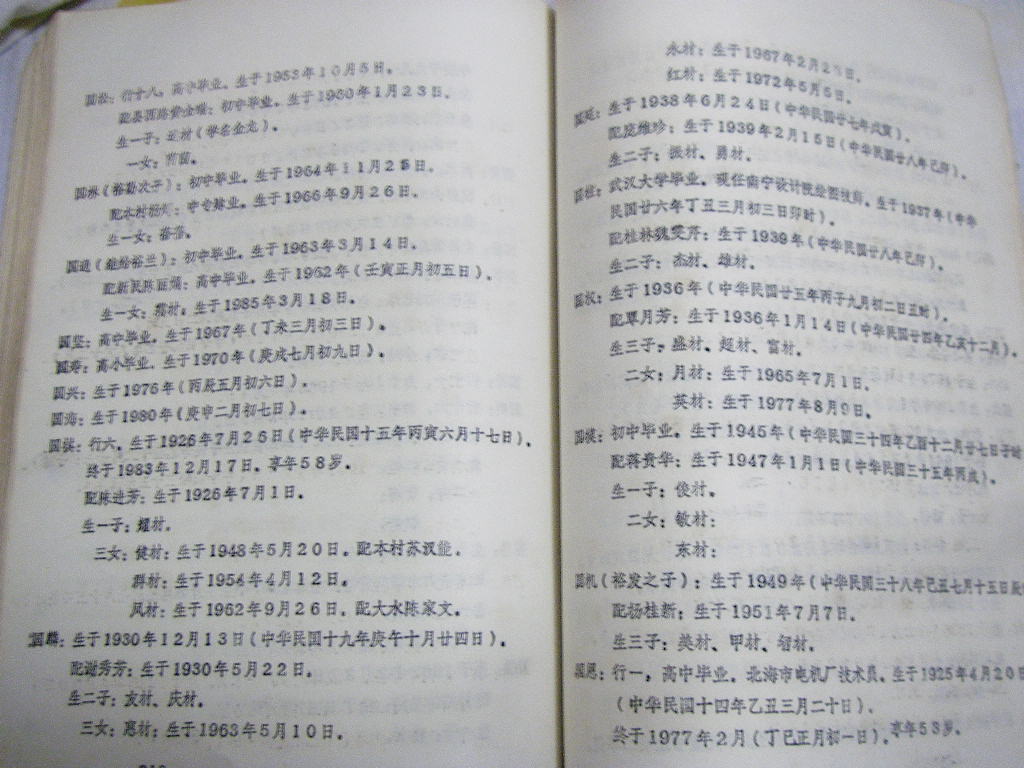 国淞：行十八，高中毕业，生于1953年10月5日。
配县西路黄金瑞：初中毕业，生于1960年1月23日。
生一子：廷材（学名金龙）。
一女：苗苗。
国淋（裕勤次子）：初中毕业，生于1964年11月25日。
配本村杨：中专肄业，生于1966年9月26日。
生一女：蓓蓓。
国进（继给裕兰）：初中毕业，生于1963年3月14日。
配新民陈丽娟：高中毕业，生于1962年（壬寅正月初五日）。
生一女：霜材，生于1985年3月18日。
国坚：高中毕业，生于1967年（丁未三月初三日）。
国寿：高小毕业，生于1970年（庚戌七月初九日）。
国兴：生于1976年（丙辰五月初六日）。
国海：生于1980年（庚申二月初七日）。
国祺：行六，生于1926年7月26日（中华民国十五年丙寅六月十七日），
终于1983年12月17日，享年58岁。
配陈进芳：生于1926年7月1日。
生一子：耀材。
三女：健材：生于1948年5月20日，配本村苏汉能。
群材：生于1954年4月12日。
风材：生于1962年9月26日，配大水陈家文。
国麟：生于1930年12月13日（中华民国十九年庚午十月廿四日）。
配谢秀芳：生于1930年5月22日。
生二子：友材、庆材。
三女：惠材：生于1963年5月10日。
永材：生于1967年2月23日。
红材：生于1972年5月5日。
国延：生于1938年6月24日（中华民国廿七年戊寅）。
配庞维珍：生于1939年2月15日（中华民国廿八年己卯）。
生二子：振材、勇材。
国桂：武汉大学毕业，现任南宁设计院绘图技师，生于1937年（中华
民国廿六年丁丑三月初三日卯时）。
配桂林魏雯芹：生于1939年（中华民国廿八年己卯）。
生二子：杰材、雄材。
国权：生于1936年（中华民国廿五年丙子九月初二日丑时）。
配覃月芳：生于1936年1月14日（中华民国廿四年乙亥十二月）。
生三子：盛材、超材、富材。
二女：月材：生于1965年7月1日。
英材：生于1977年8月9日。
国模：初中毕业，生于1945年（中华民国三十四年乙酉十二月廿七日子时
配蒋贵华：生于1947年1月1日（中华民国三十五年丙戌）。
生一子：俊材。
二女：敏材：
东材：
国机（裕发之子）：生于1949年（中华民国三十八年己丑七月十五日辰
配杨桂新：生于1951年7月7日。
生三子：美材、甲材、智材。
国恩：行一，高中毕业，北海市电机厂技术员，生于1925年4月20日
（中华民国十四年乙丑三月二十日），
终于1977年2月（丁巳正月初一日），享年53岁。